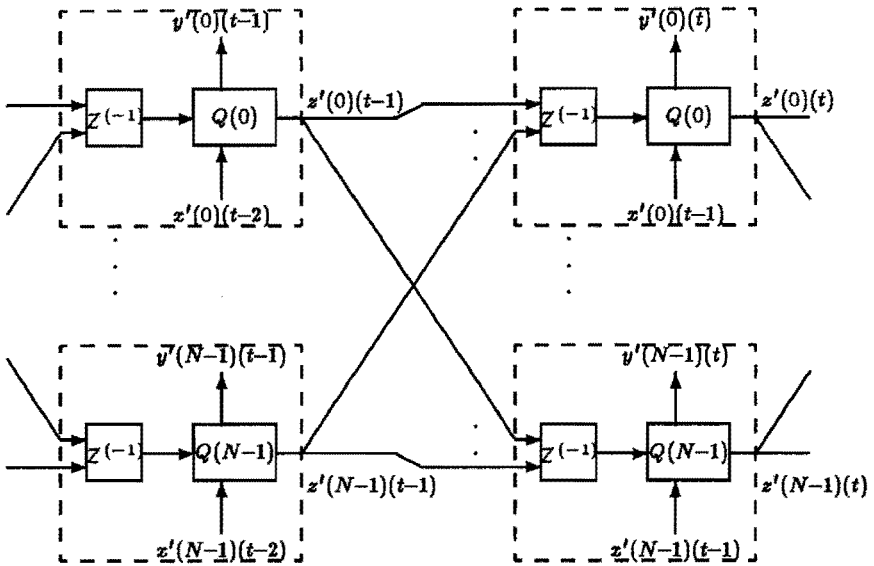 y′(0)(t−1)
y′(0)(t)
Z(−1)
Q(0)
z′(0)(t−1)
Z(−1)
Q(0)
z′(0)(t)
x′(0)(t−2)
x′(0)(t−1)
y′(N−1)(t−1)
y′(N−1)(t)
Z(−1)
Q(N−1)
Z(−1)
Q(N−1)
z′(N−1)(t−1)
z′(N−1)(t)
x′(N−1)(t−2)
x′(N−1)(t−1)